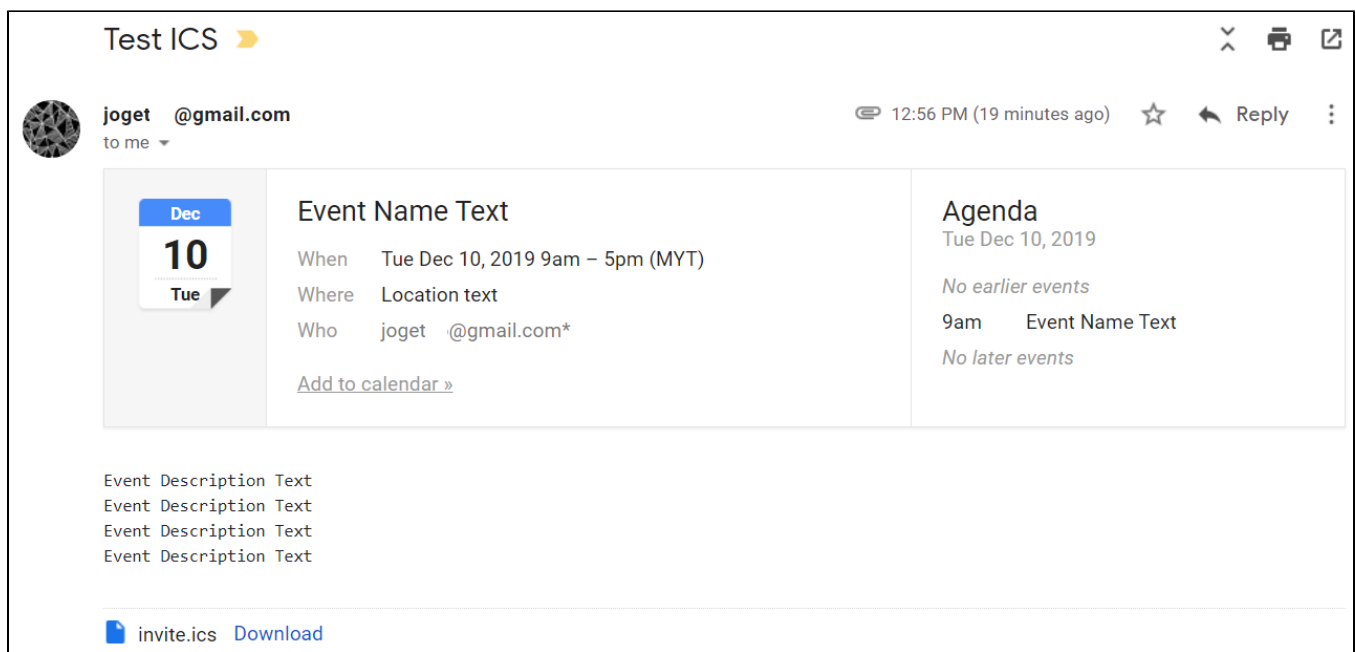 Test ICS
joget @gmail.com
12:56 PM (19 minutes ago)
Reply
to me
Dec
10
Tue
Event Name Text
When Tue Dec 10, 2019 9am – 5pm (MYT)
Where Location text
Who joget @gmail.com*
Add to calendar »
Agenda
Tue Dec 10, 2019
No earlier events
9am Event Name Text
No later events
Event Description Text
Event Description Text
Event Description Text
Event Description Text
invite.ics Download